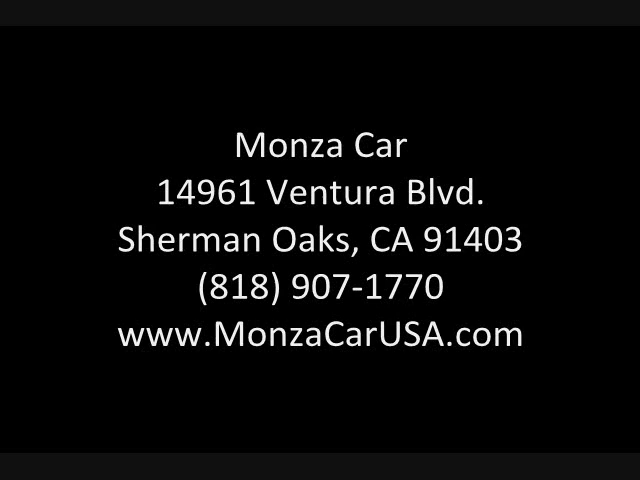 Monza Car
14961 Ventura Blvd.
Sherman Oaks, CA 91403
(818) 907-1770
www.MonzaCarUSA.com